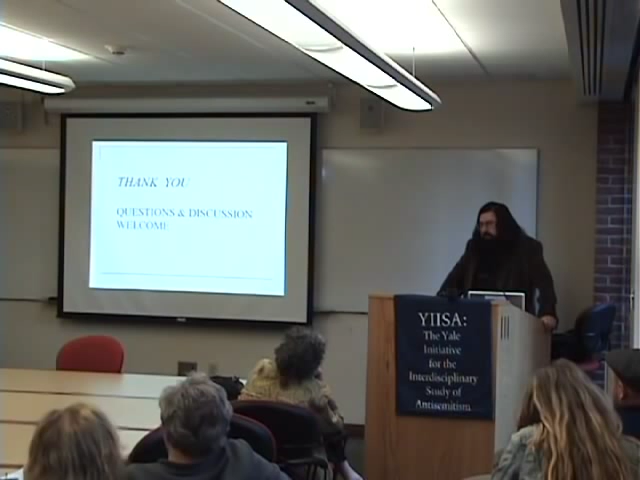 THANK YOU
QUESTIONS & DISCUSSION
WELCOME
YIISA:
The Yale
Initiative
for the
Interdisciplinary
Study of
Antisemitism